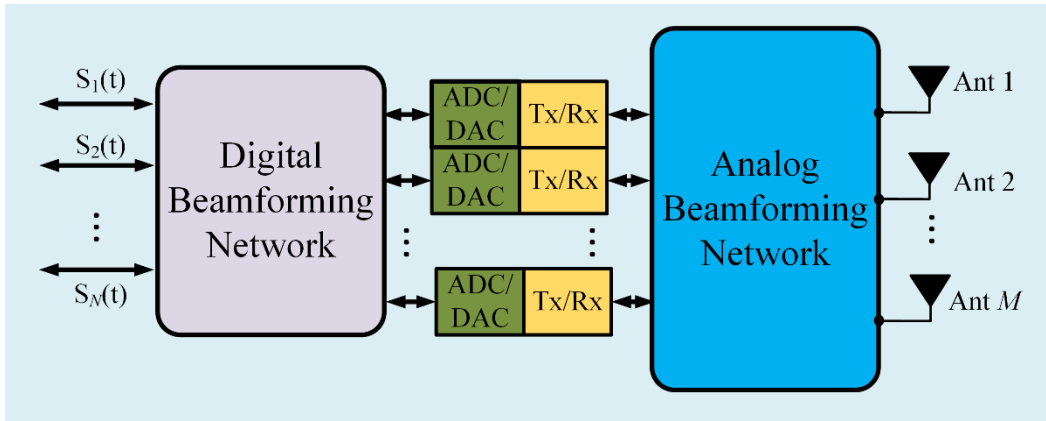 S1(t)
S2(t)
⋮
SN(t)
Digital
Beamforming
Network
ADC/
DAC
Tx/Rx
ADC/
DAC
Tx/Rx
⋮
⋮
ADC/
DAC
Tx/Rx
Analog
Beamforming
Network
Ant 1
Ant 2
⋮
Ant M